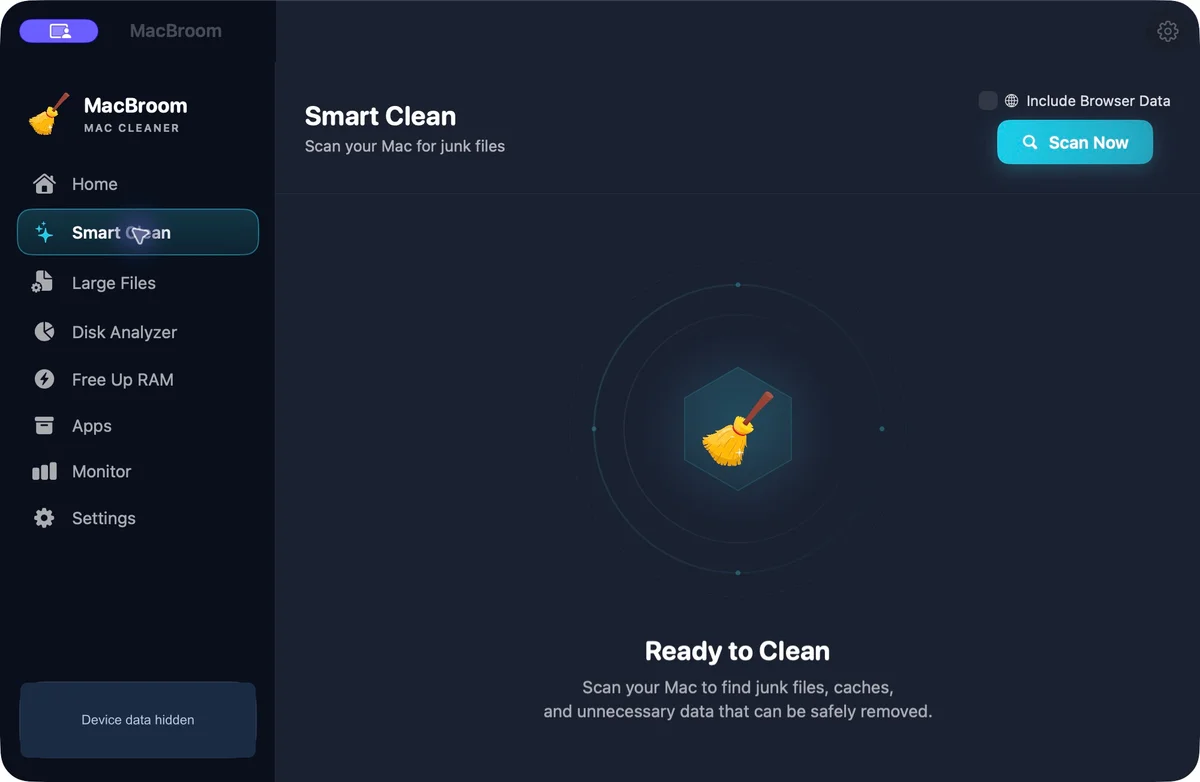 MacBroom
MacBroom
MAC CLEANER
Home
Smart Clean
Large Files
Disk Analyzer
Free Up RAM
Apps
Monitor
Settings
Device data hidden
Smart Clean
Scan your Mac for junk files
Include Browser Data
Scan Now
Ready to Clean
Scan your Mac to find junk files, caches,
and unnecessary data that can be safely removed.